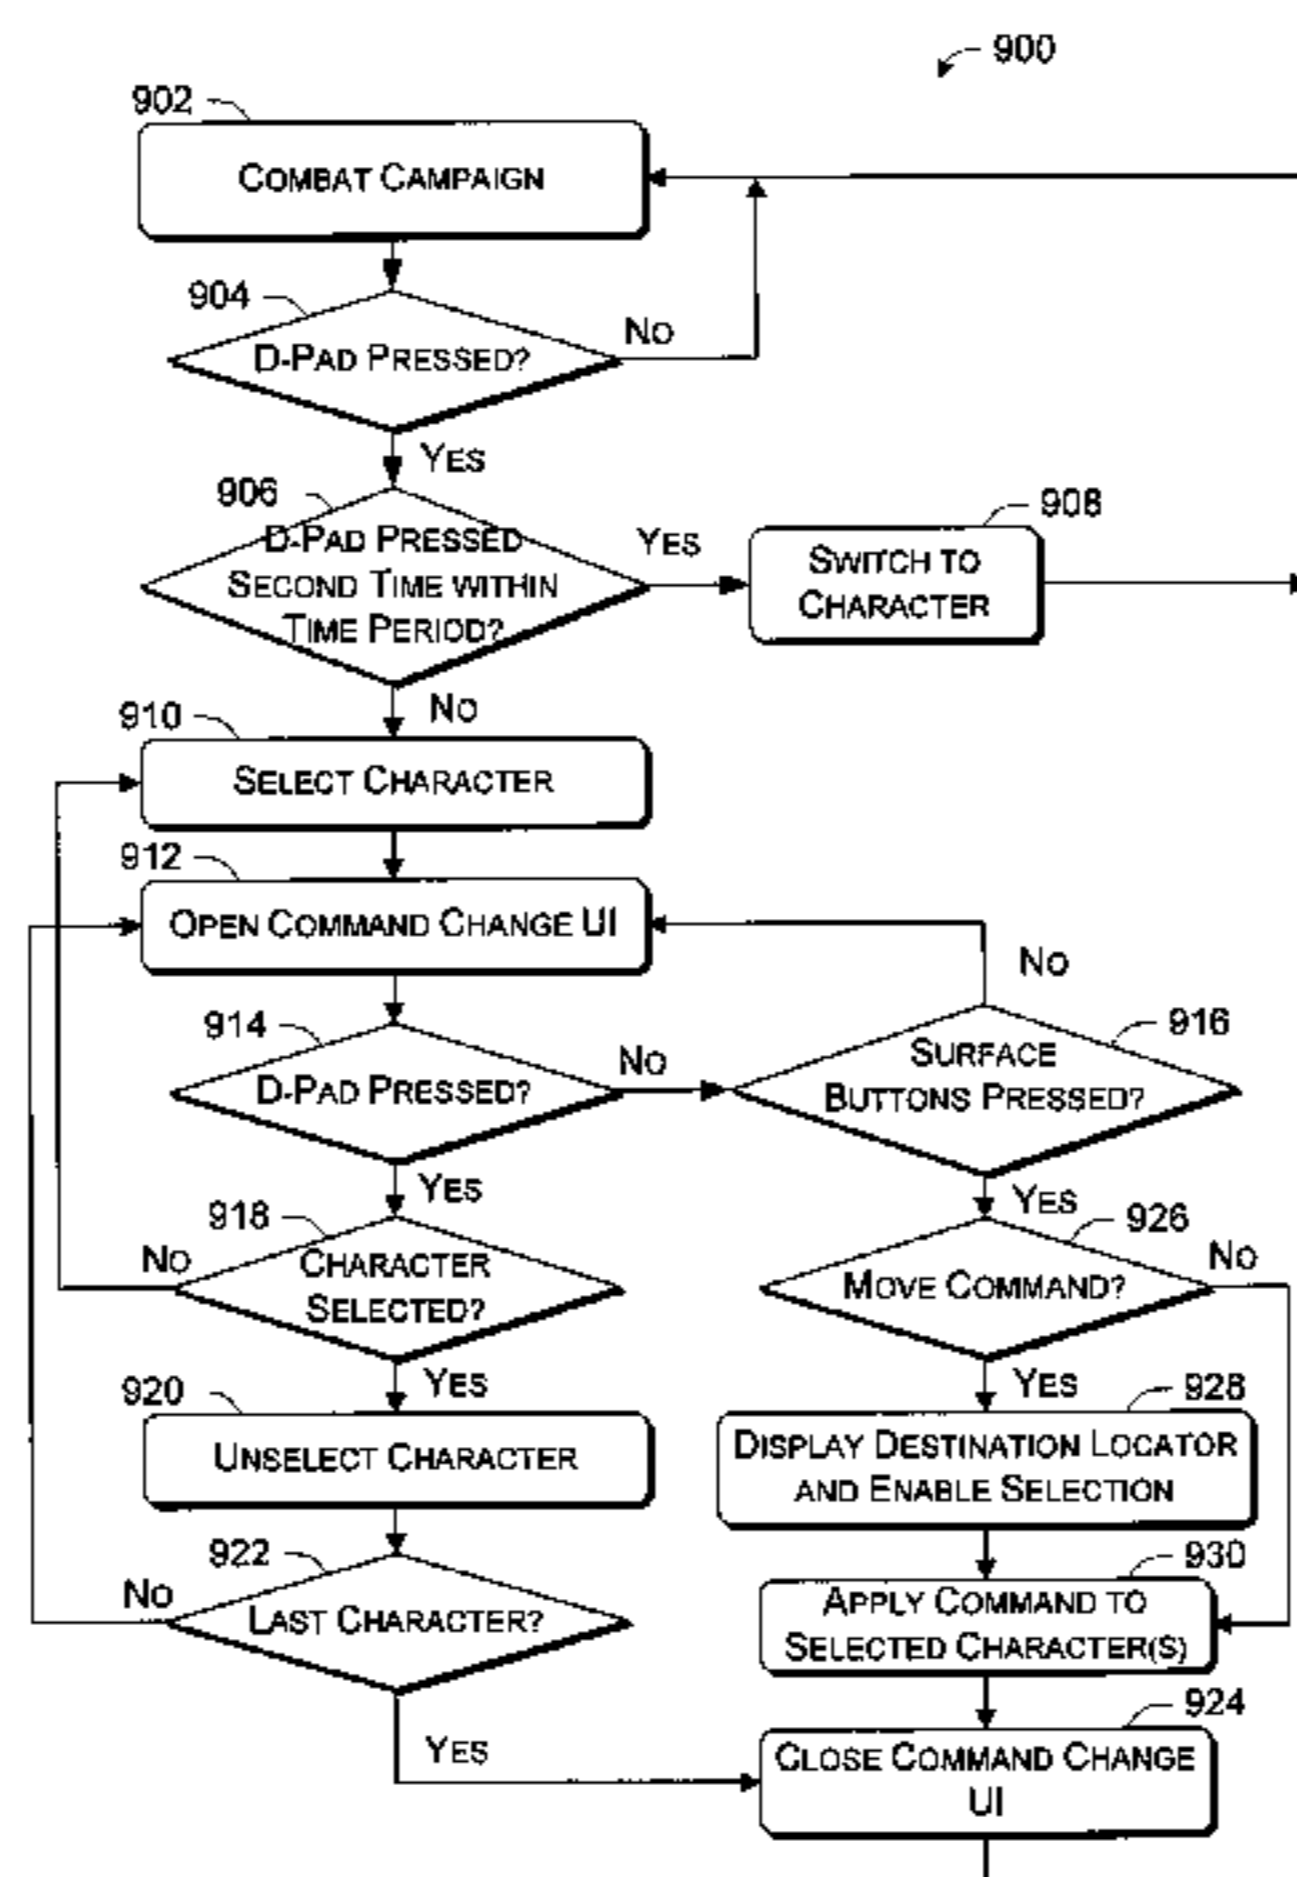 900
902
COMBAT CAMPAIGN
904
D-PAD PRESSED?
NO
YES
906
D-PAD PRESSED
SECOND TIME WITHIN
TIME PERIOD?
YES
908
SWITCH TO
CHARACTER
NO
910
SELECT CHARACTER
912
OPEN COMMAND CHANGE UI
NO
914
D-PAD PRESSED?
NO
916
SURFACE
BUTTONS PRESSED?
YES
YES
918
CHARACTER
SELECTED?
NO
926
MOVE COMMAND?
NO
YES
YES
920
UNSELECT CHARACTER
928
DISPLAY DESTINATION LOCATOR
AND ENABLE SELECTION
922
LAST CHARACTER?
NO
930
APPLY COMMAND TO
SELECTED CHARACTER(S)
YES
924
CLOSE COMMAND CHANGE
UI